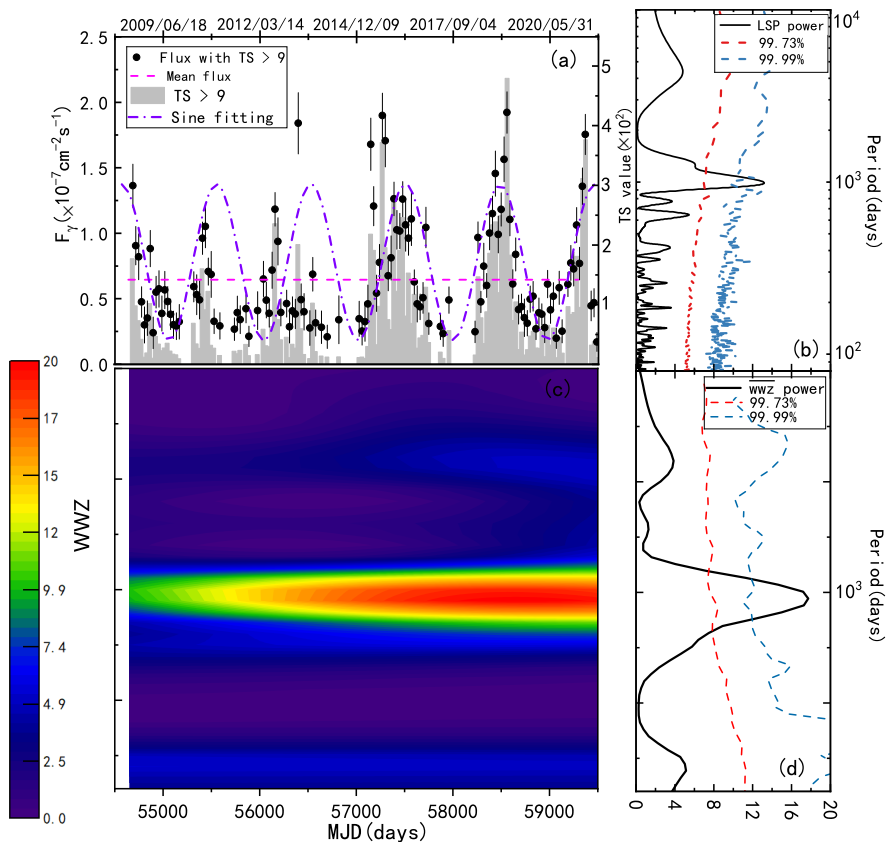 2009/06/18 2012/03/14 2014/12/09 2017/09/04 2020/05/31
(a)
Flux with TS > 9
Mean flux
TS > 9
Sine fitting
2.5
2.0
1.5
1.0
0.5
0.0
Fγ(×10⁻⁷cm⁻²s⁻¹)
5
4
3
2
1
0
TS value(×10²)
LSP power
99.73%
99.99%
10⁴
10³
10²
Period(days)
(b)
20
17
15
12
9.9
7.4
4.9
2.5
0.0
WWZ
(c)
55000 56000 57000 58000 59000
MJD(days)
wwz power
99.73%
99.99%
10³
Period(days)
(d)
0 4 8 12 16 20